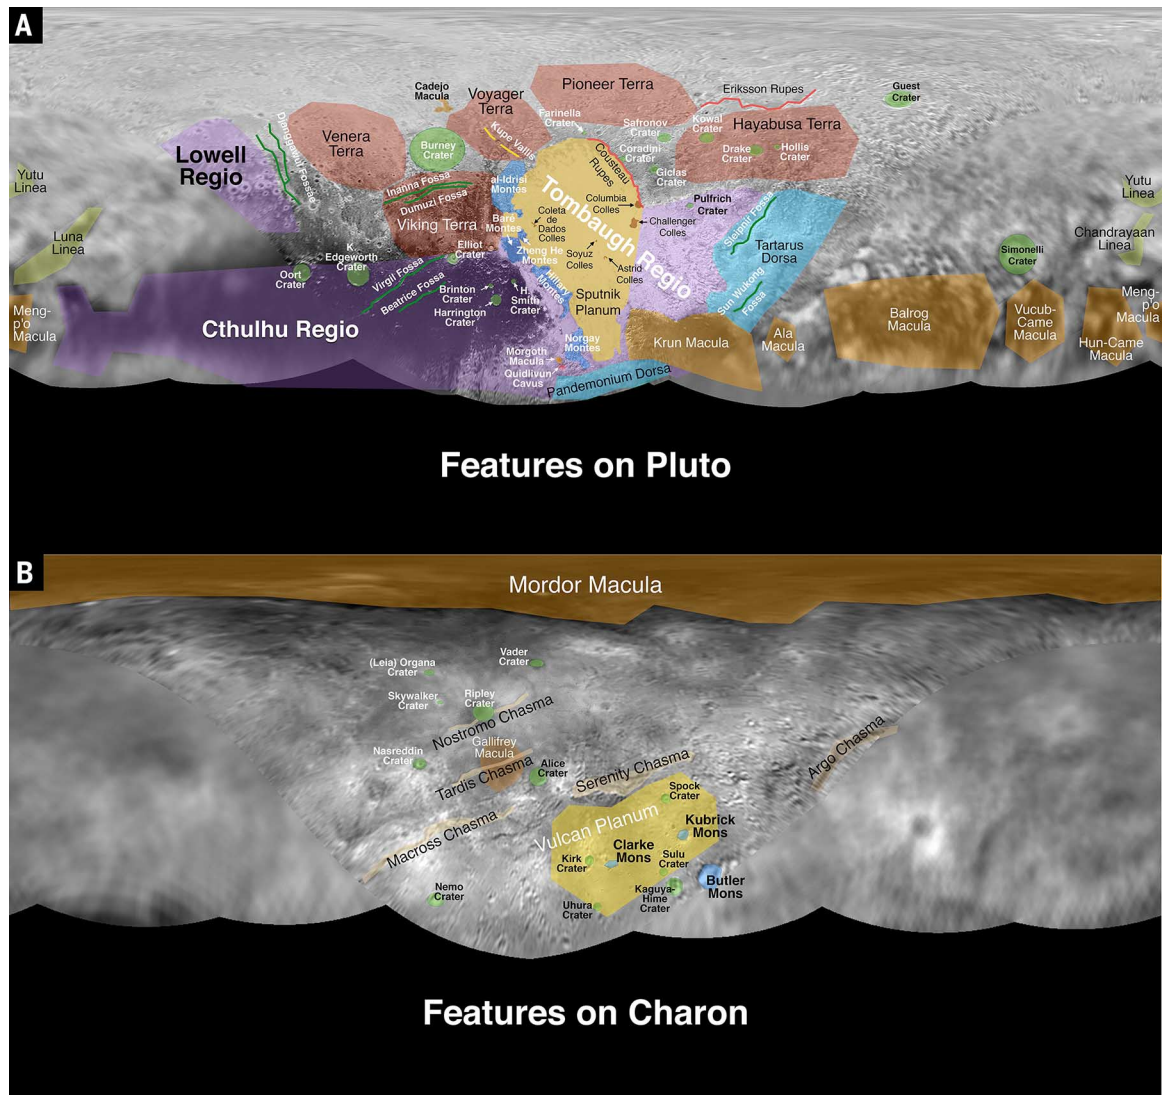 A
Cadejo
Macula
Voyager
Terra
Pioneer Terra
Eriksson Rupes
Guest
Crater
Farinella
Crater
Safronov
Crater
Kowal
Crater
Hayabusa Terra
Lowell
Regio
Djanggawul Fossae
Venera
Terra
Burney
Crater
Kupe Vallis
Cousteau
Rupes
Coradini
Crater
Drake
Crater
Hollis
Crater
Giclas
Crater
Yutu
Linea
Inanna Fossa
Dumuzi Fossa
al-Idrisi
Montes
Tombaugh Regio
Columbia
Colles
Pulfrich
Crater
Sleipnir Fossa
Yutu
Linea
Luna
Linea
Viking Terra
Baré
Montes
Coleta
de
Dados
Colles
Challenger
Colles
Tartarus
Dorsa
Simonelli
Crater
Chandrayaan
Linea
K.
Edgeworth
Crater
Elliot
Crater
Zheng He
Montes
Soyuz
Colles
Astrid
Colles
Oort
Crater
Virgil Fossa
Beatrice Fossa
Brinton
Crater
Harrington
Crater
H.
Smith
Crater
Hillary
Montes
Sputnik
Planum
Sun Wukong
Fossa
Meng-
p'o
Macula
Cthulhu Regio
Norgay
Montes
Krun Macula
Ala
Macula
Balrog
Macula
Vucub-
Came
Macula
Hun-Came
Macula
Meng-
p'o
Macula
Morgoth
Macula
Quidlivun
Cavus
Pandemonium Dorsa
Features on Pluto
B
Mordor Macula
(Leia) Organa
Crater
Vader
Crater
Skywalker
Crater
Ripley
Crater
Nostromo Chasma
Nasreddin
Crater
Gallifrey
Macula
Tardis Chasma
Alice
Crater
Serenity Chasma
Argo Chasma
Macross Chasma
Vulcan Planum
Spock
Crater
Kubrick
Mons
Clarke
Mons
Kirk
Crater
Sulu
Crater
Butler
Mons
Nemo
Crater
Uhura
Crater
Kaguya-
Hime
Crater
Features on Charon